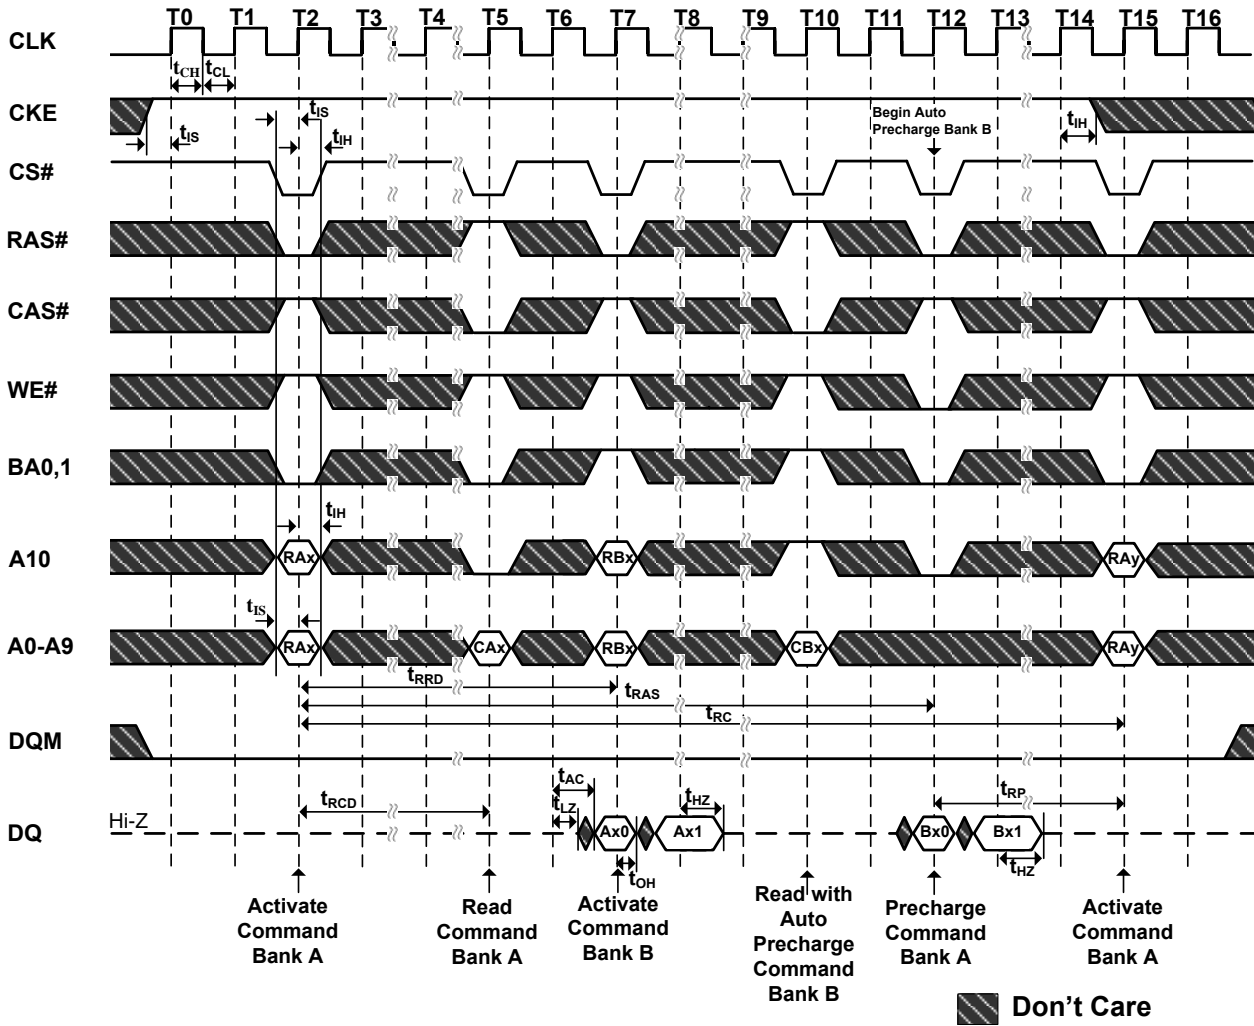 T0 T1 T2 T3 T4 T5 T6 T7 T8 T9 T10 T11 T12 T13 T14 T15 T16
CLK
tCH tCL
CKE
tIS
tIS
tIH
Begin Auto
Precharge Bank B
tIH
CS#
RAS#
CAS#
WE#
BA0,1
tIH
A10
RAx RBx RAy
tIS
A0-A9
RAx CAx RBx CBx RAy
tRRD
tRAS
tRC
DQM
tRCD
tAC
tLZ
tHZ
tRP
Hi-Z
DQ
Ax0 Ax1 Bx0 Bx1
tOH
tHZ
Activate
Command
Bank A
Read
Command
Bank A
Activate
Command
Bank B
Read with
Auto
Precharge
Command
Bank B
Precharge
Command
Bank A
Activate
Command
Bank A
Don't Care